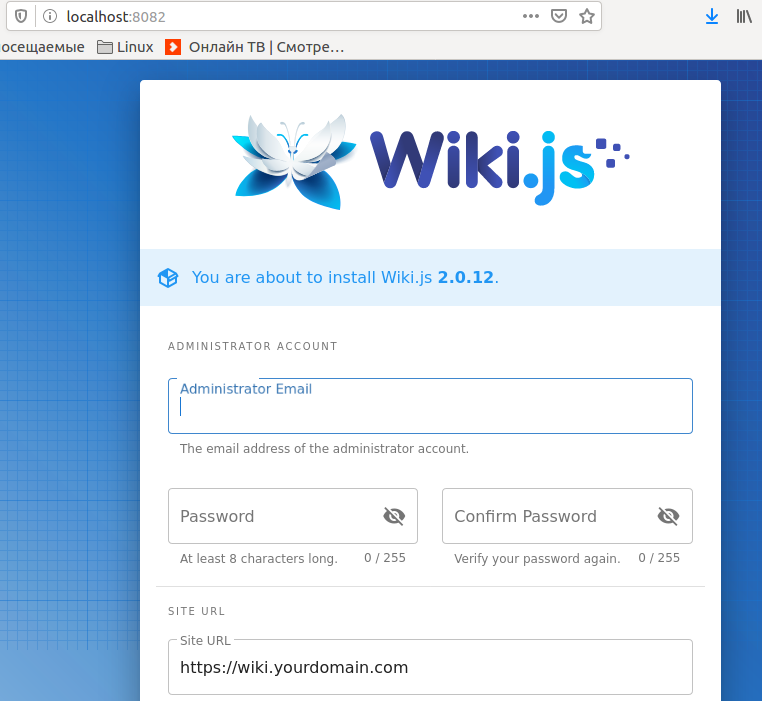 localhost:8082
осещаемые Linux Онлайн ТВ | Смотре...
Wiki.js
You are about to install Wiki.js 2.0.12.
ADMINISTRATOR ACCOUNT
Administrator Email
The email address of the administrator account.
Password Confirm Password
At least 8 characters long. 0 / 255 Verify your password again. 0 / 255
SITE URL
Site URL
https://wiki.yourdomain.com